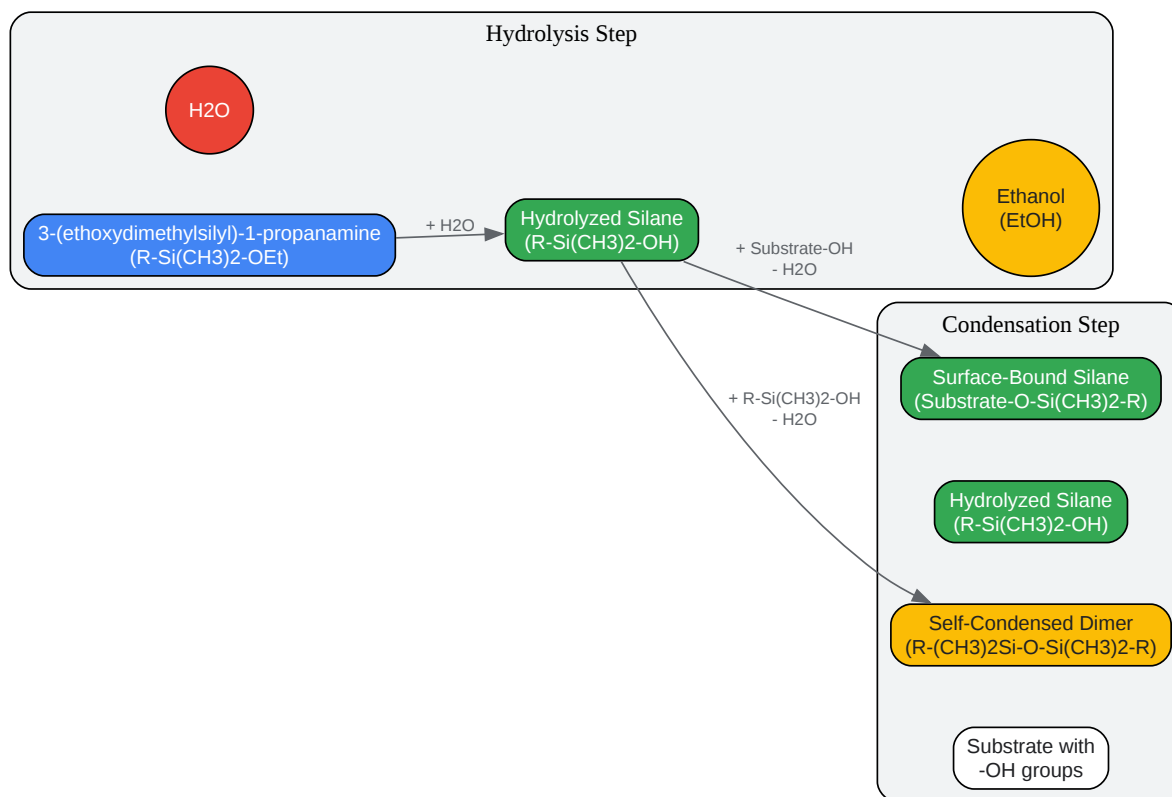 Hydrolysis Step
H2O
3-(ethoxydimethylsilyl)-1-propanamine
(R-Si(CH3)2-OEt)
+ H2O
Hydrolyzed Silane
(R-Si(CH3)2-OH)
Ethanol
(EtOH)
+ Substrate-OH
- H2O
Condensation Step
Surface-Bound Silane
(Substrate-O-Si(CH3)2-R)
+ R-Si(CH3)2-OH
- H2O
Hydrolyzed Silane
(R-Si(CH3)2-OH)
Self-Condensed Dimer
(R-(CH3)2Si-O-Si(CH3)2-R)
Substrate with
-OH groups